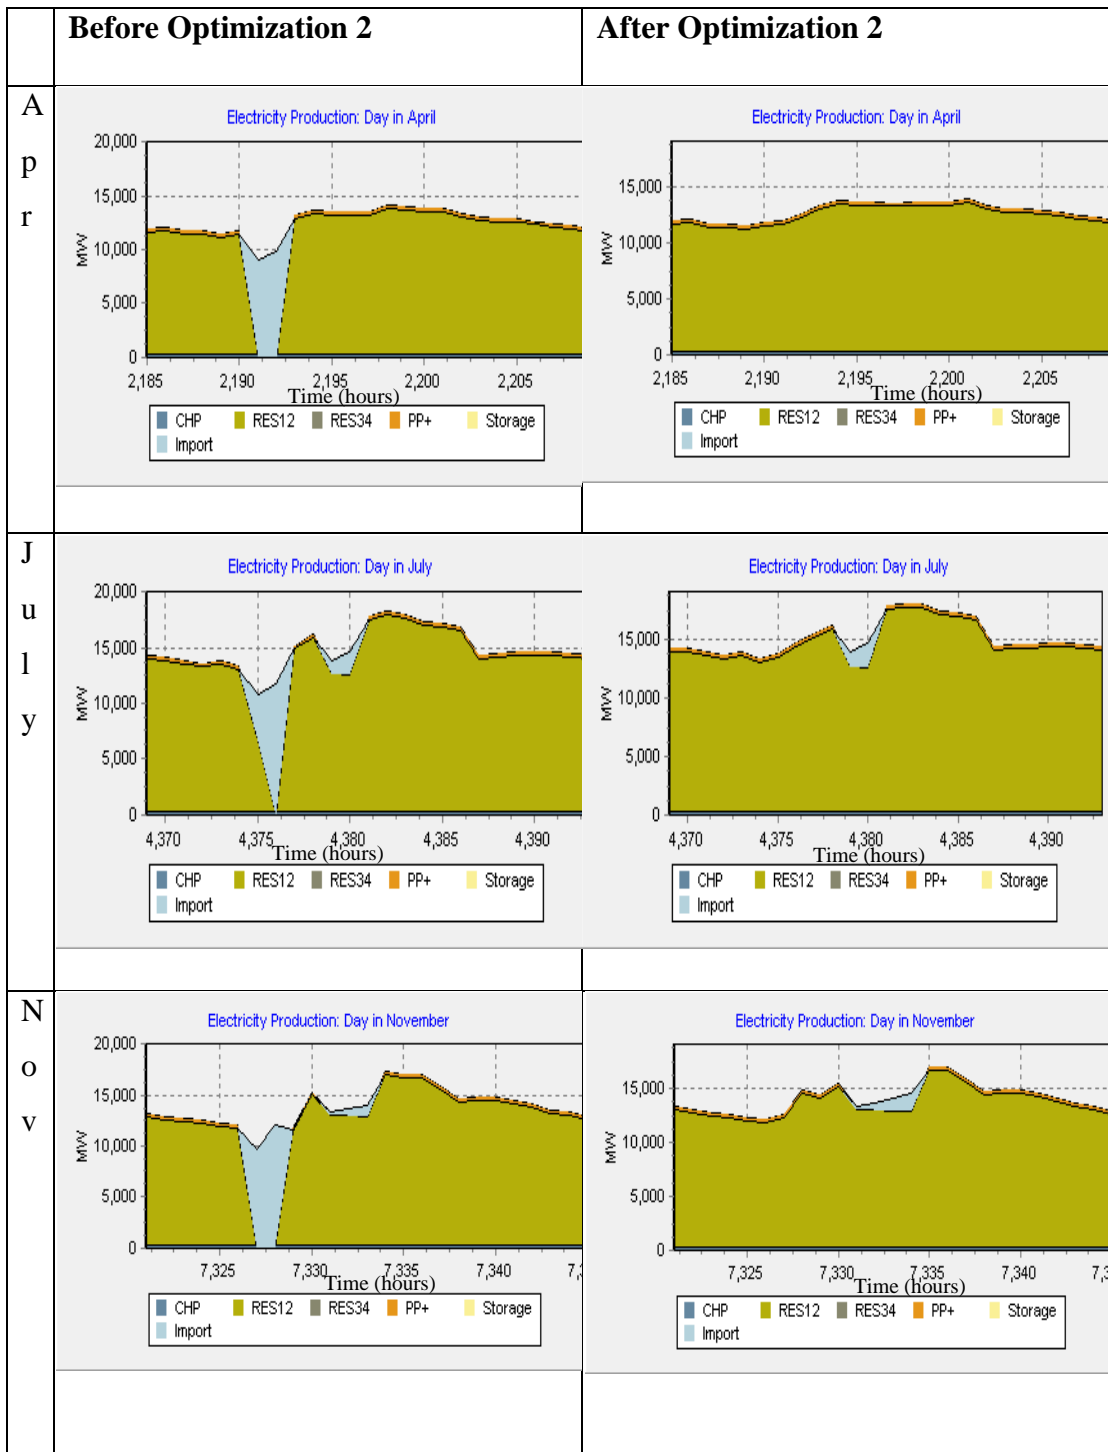 Before Optimization 2
After Optimization 2
A
p
r
Electricity Production: Day in April
20,000
15,000
10,000
5,000
0
MW
2,185 2,190 2,195 2,200 2,205
Time (hours)
CHP RES12 RES34 PP+ Storage
Import
Electricity Production: Day in April
15,000
10,000
5,000
0
MW
2,185 2,190 2,195 2,200 2,205
Time (hours)
CHP RES12 RES34 PP+ Storage
Import
J
u
l
y
Electricity Production: Day in July
20,000
15,000
10,000
5,000
0
MW
4,370 4,375 4,380 4,385 4,390
Time (hours)
CHP RES12 RES34 PP+ Storage
Import
Electricity Production: Day in July
15,000
10,000
5,000
0
MW
4,370 4,375 4,380 4,385 4,390
Time (hours)
CHP RES12 RES34 PP+ Storage
Import
N
o
v
Electricity Production: Day in November
20,000
15,000
10,000
5,000
0
MW
7,325 7,330 7,335 7,340
Time (hours)
CHP RES12 RES34 PP+ Storage
Import
Electricity Production: Day in November
15,000
10,000
5,000
0
MW
7,325 7,330 7,335 7,340
Time (hours)
CHP RES12 RES34 PP+ Storage
Import